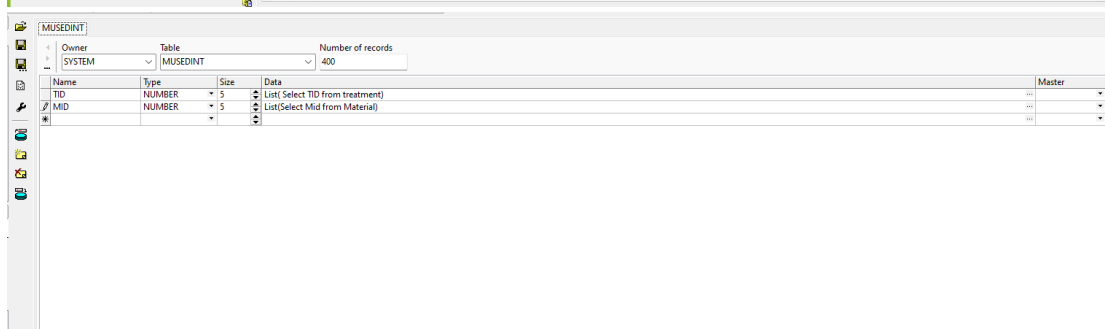 MUSEDINT
Owner Table Number of records
SYSTEM MUSEDINT 400
Name Type Size Data Master
TID NUMBER 5 List( Select TID from treatment)
MID NUMBER 5 List(Select Mid from Material)